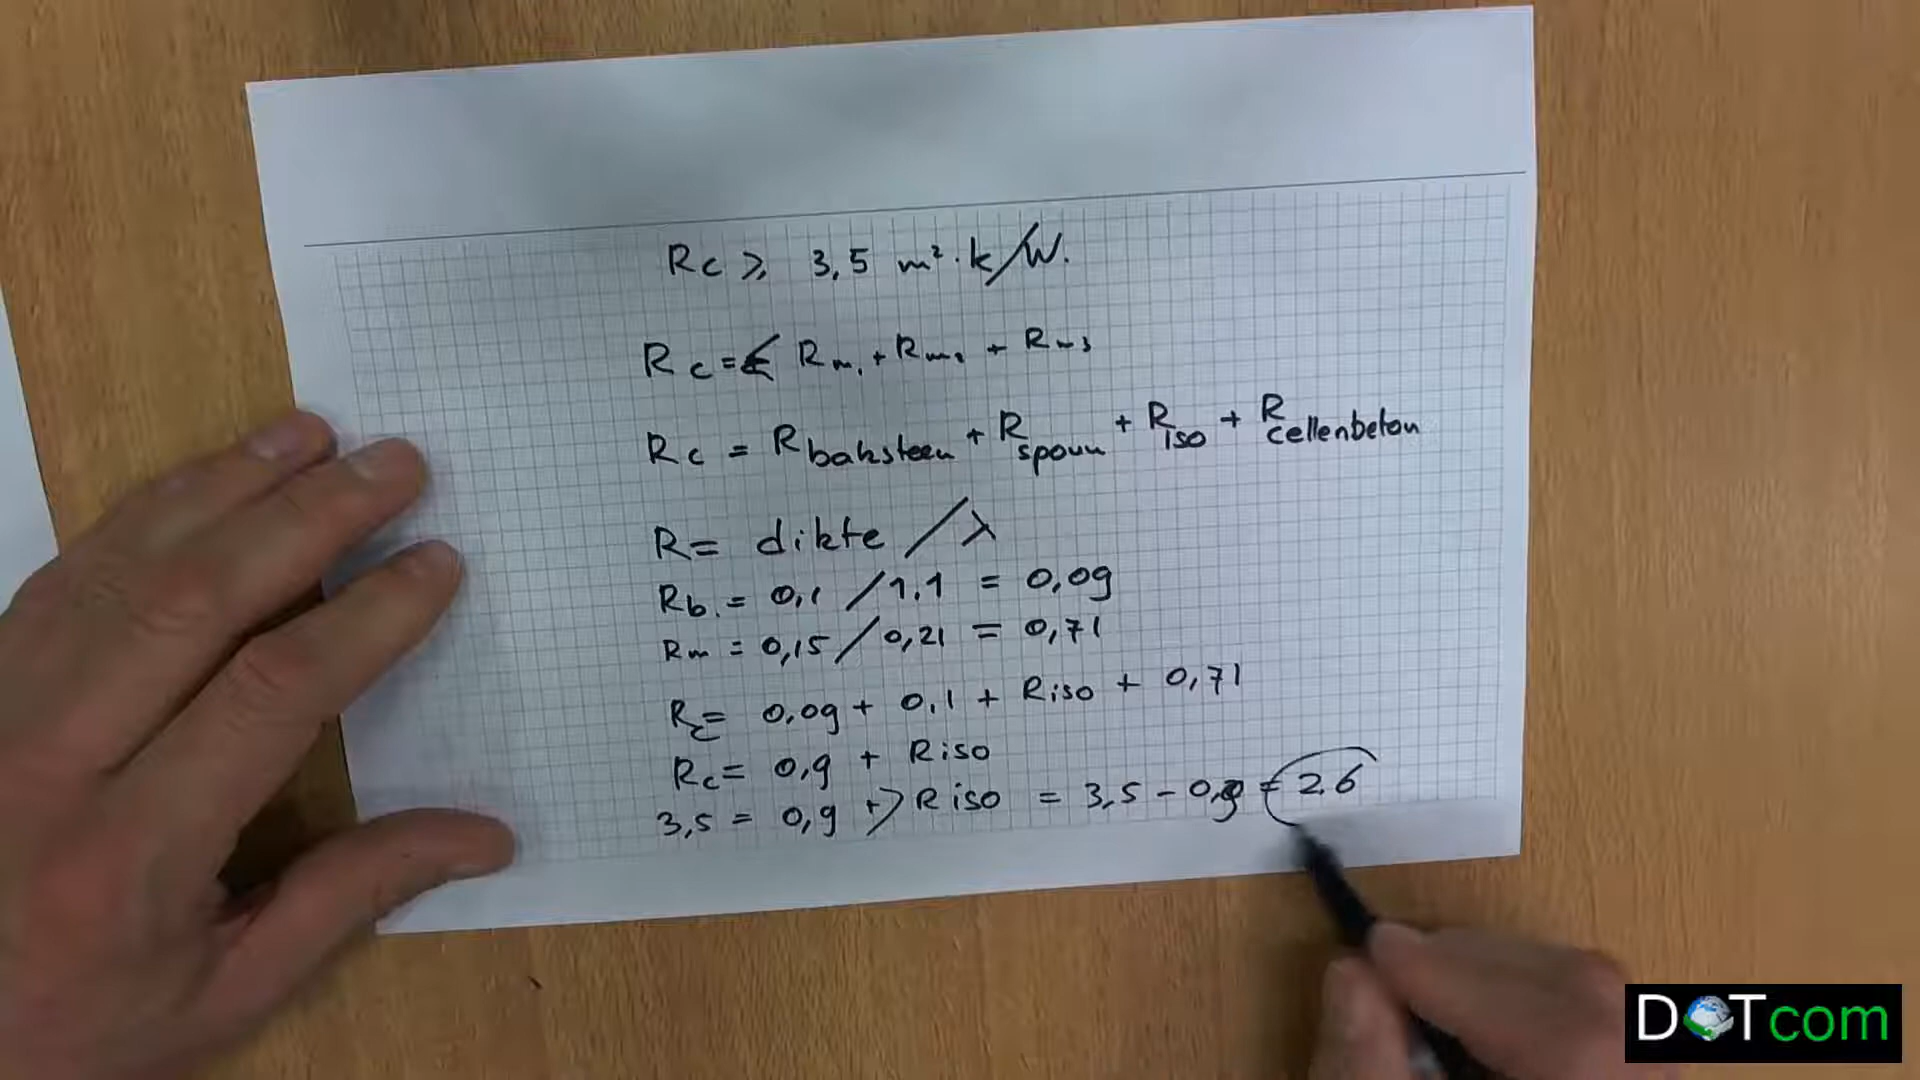 Rc ≥ 3,5 m².k/W.
Rc = Σ Rm1 + Rm2 + Rm3
Rc = Rbaksteen + Rspouw + Riso + Rcellenbeton
R = dikte / λ
Rb. = 0,1 / 1.1 = 0,09
Rm = 0,15 / 0,21 = 0,71
Rc = 0,09 + 0,1 + Riso + 0,71
Rc = 0,9 + Riso
3,5 = 0,9 + Riso = 3,5 - 0,9 = 2.6
DOTcom